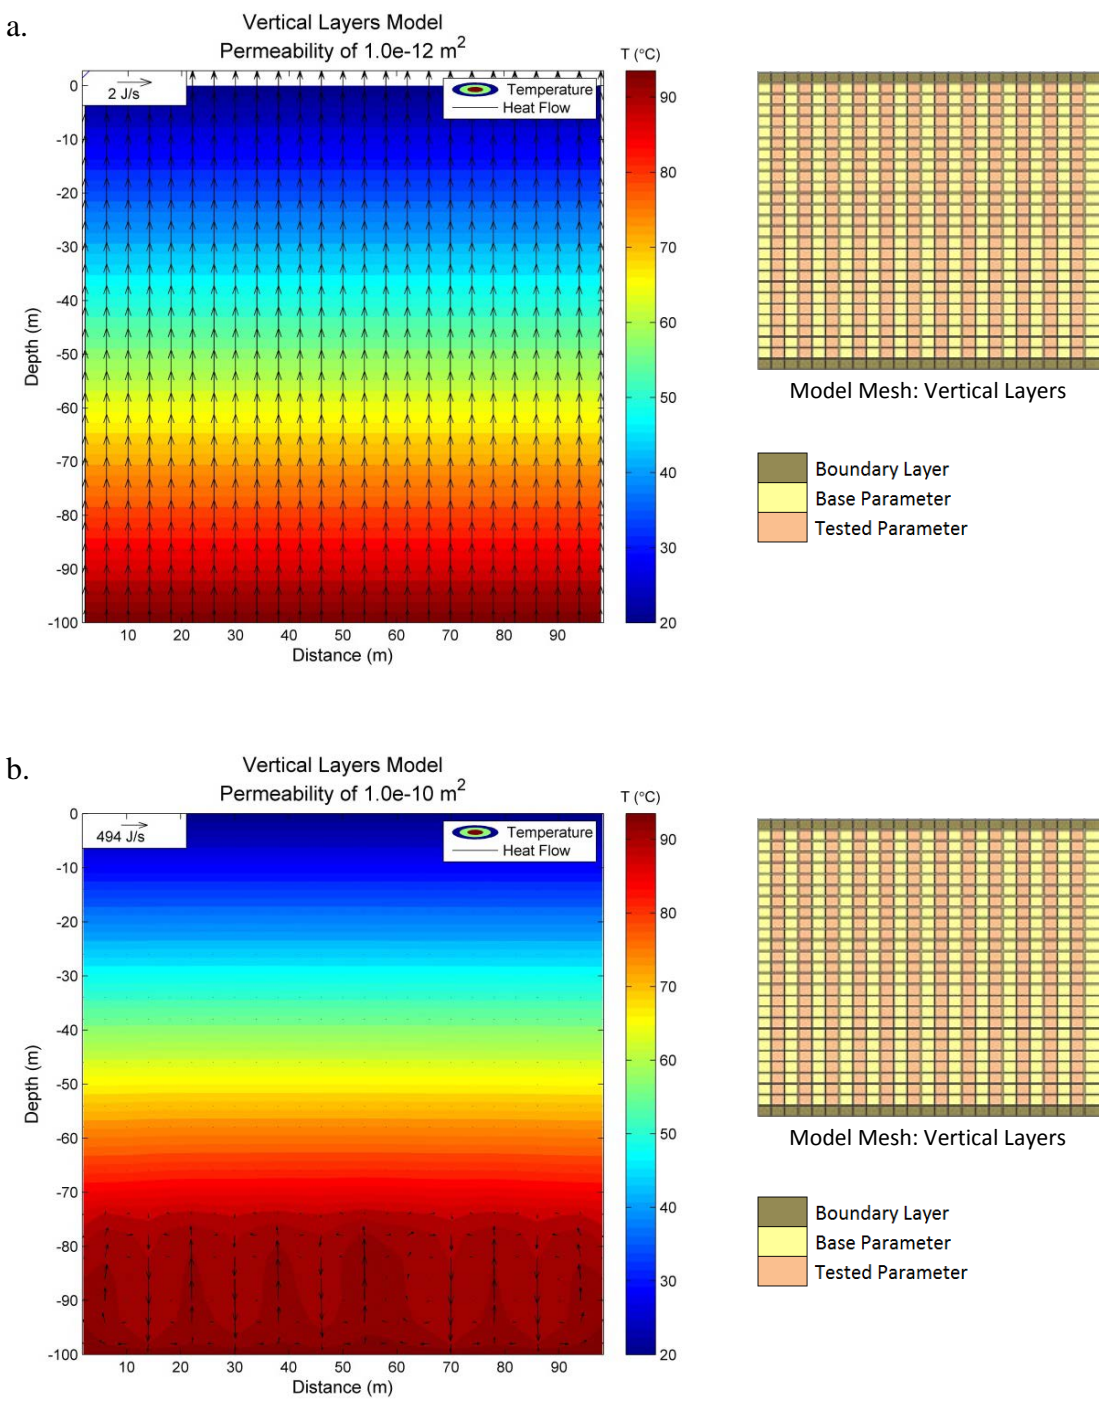 a.
Vertical Layers Model
Permeability of 1.0e-12 m²
T (°C)
2 J/s
Temperature
Heat Flow
0
-10
-20
-30
-40
-50
-60
-70
-80
-90
-100
Depth (m)
10 20 30 40 50 60 70 80 90
Distance (m)
90
80
70
60
50
40
30
20
Model Mesh: Vertical Layers
Boundary Layer
Base Parameter
Tested Parameter
b.
Vertical Layers Model
Permeability of 1.0e-10 m²
T (°C)
494 J/s
Temperature
Heat Flow
0
-10
-20
-30
-40
-50
-60
-70
-80
-90
-100
Depth (m)
10 20 30 40 50 60 70 80 90
Distance (m)
90
80
70
60
50
40
30
20
Model Mesh: Vertical Layers
Boundary Layer
Base Parameter
Tested Parameter